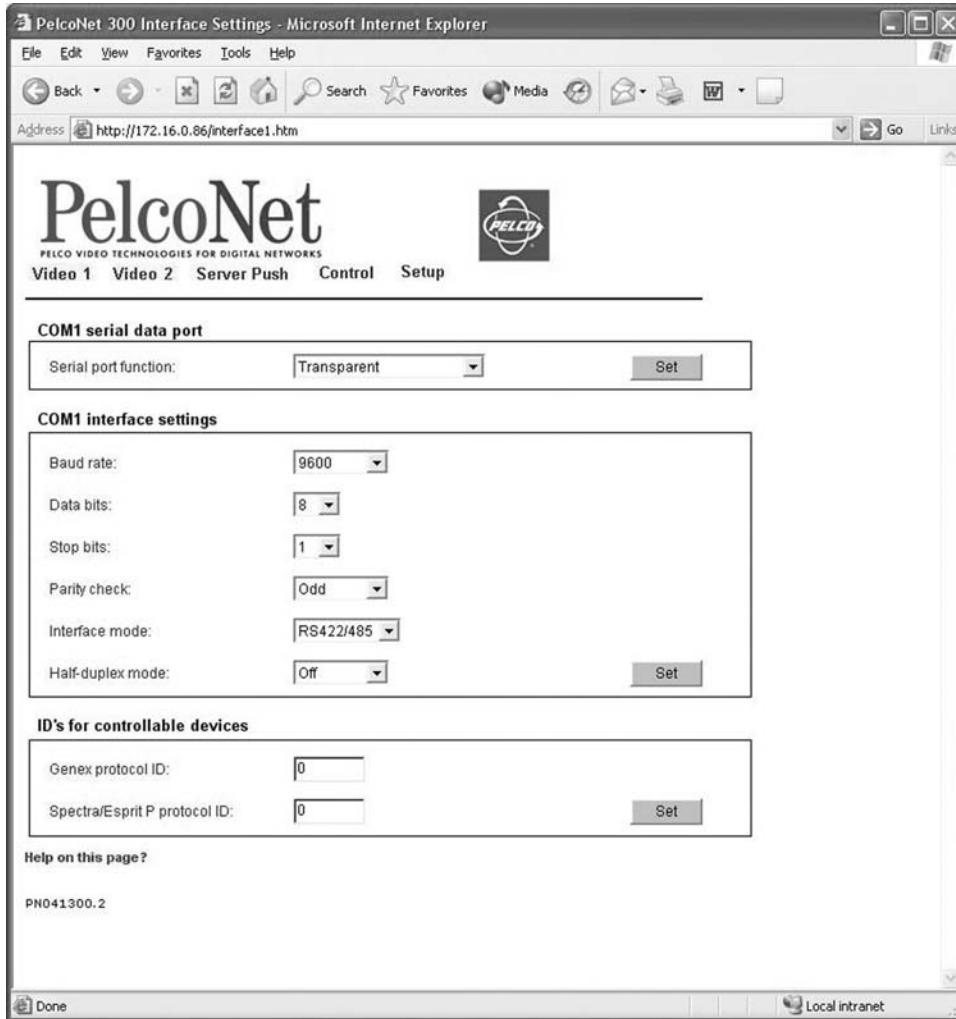 PelcoNet 300 Interface Settings - Microsoft Internet Explorer
File Edit View Favorites Tools Help
Back Search Favorites Media W
Address http://172.16.0.86/interface1.htm Go Links
PelcoNet
PELCO
PELCO VIDEO TECHNOLOGIES FOR DIGITAL NETWORKS
Video 1 Video 2 Server Push Control Setup
COM1 serial data port
Serial port function: Transparent Set
COM1 interface settings
Baud rate: 9600
Data bits: 8
Stop bits: 1
Parity check: Odd
Interface mode: RS422/485
Half-duplex mode: Off Set
ID's for controllable devices
Genex protocol ID: 0
Spectra/Esprit P protocol ID: 0 Set
Help on this page?
PN041300.2
Done Local intranet